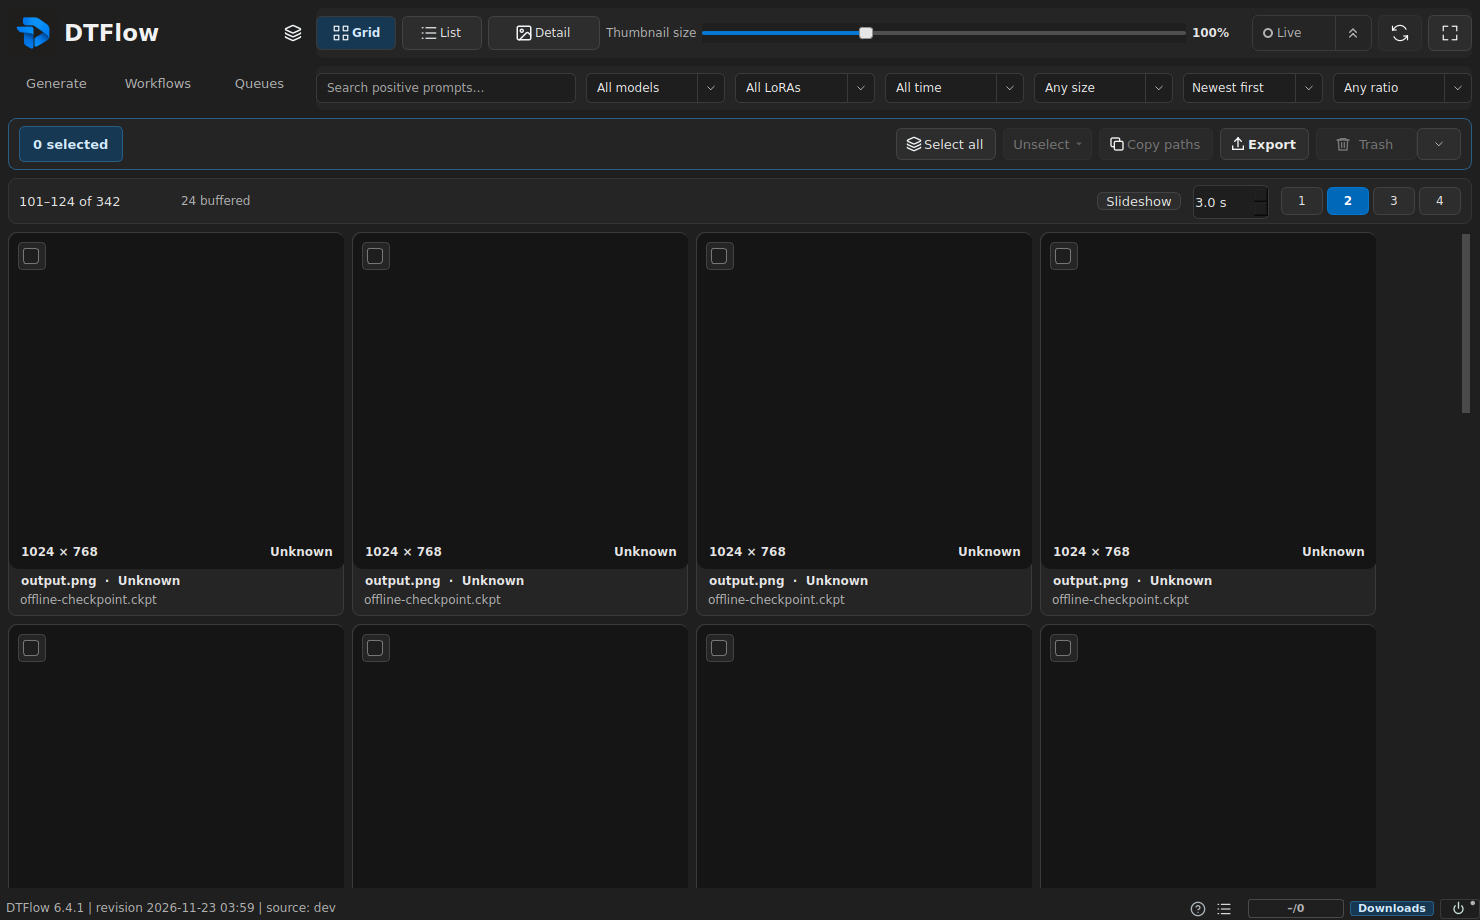 DTFlow
Grid
List
Detail
Thumbnail size
100%
Live
Generate
Workflows
Queues
Search positive prompts...
All models
All LoRAs
All time
Any size
Newest first
Any ratio
0 selected
Select all
Unselect
Copy paths
Export
Trash
101–124 of 342
24 buffered
Slideshow
3.0 s
1
2
3
4
1024 × 768 Unknown
output.png · Unknown
offline-checkpoint.ckpt
1024 × 768 Unknown
output.png · Unknown
offline-checkpoint.ckpt
1024 × 768 Unknown
output.png · Unknown
offline-checkpoint.ckpt
1024 × 768 Unknown
output.png · Unknown
offline-checkpoint.ckpt
DTFlow 6.4.1 | revision 2026-11-23 03:59 | source: dev
-/0
Downloads